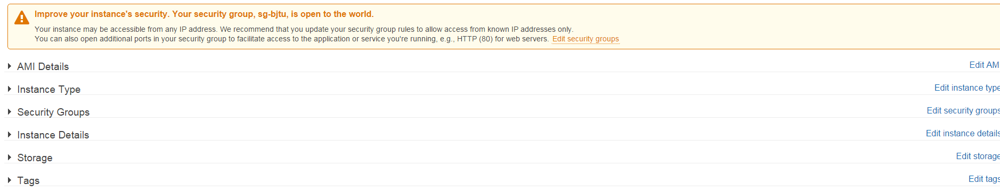 Improve your instance's security. Your security group, sg-bjtu, is open to the world.
Your instance may be accessible from any IP address. We recommend that you update your security group rules to allow access from known IP addresses only.
You can also open additional ports in your security group to facilitate access to the application or service you're running, e.g., HTTP (80) for web servers. Edit security groups
AMI Details Edit AM
Instance Type Edit instance type
Security Groups Edit security groups
Instance Details Edit instance details
Storage Edit storage
Tags Edit tags